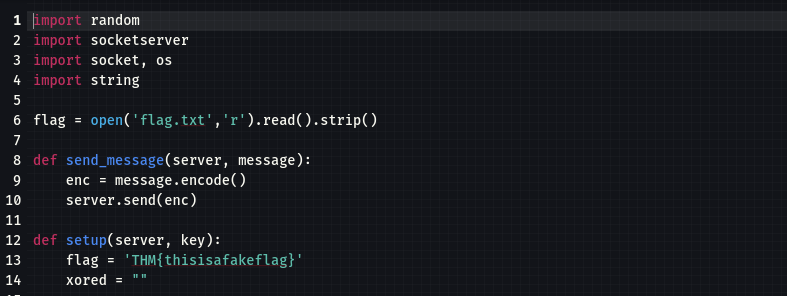 1 import random
2 import socketserver
3 import socket, os
4 import string
5
6 flag = open('flag.txt','r').read().strip()
7
8 def send_message(server, message):
9     enc = message.encode()
10     server.send(enc)
11
12 def setup(server, key):
13     flag = 'THM{thisisafakeflag}'
14     xored = ""